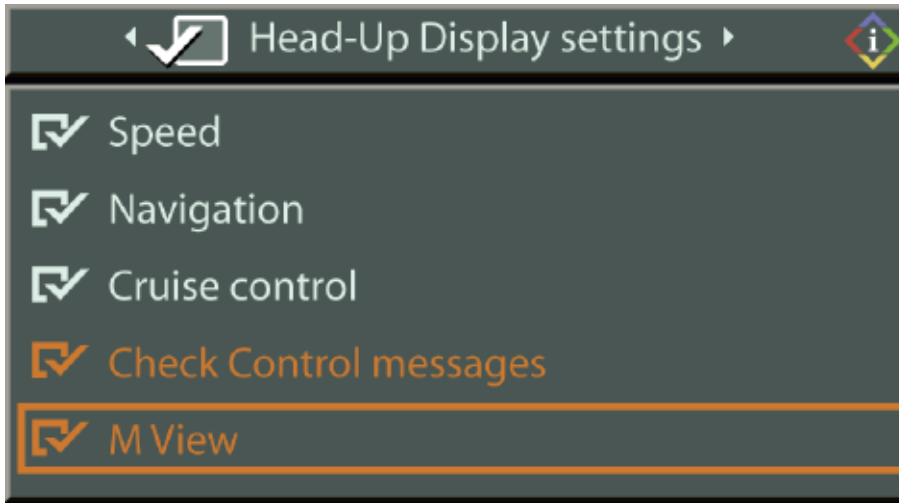 Head-Up Display settings
i
Speed
Navigation
Cruise control
Check Control messages
M View